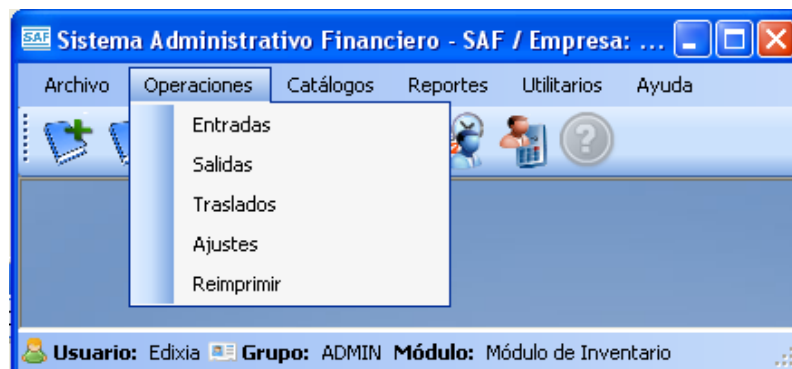 SAF Sistema Administrativo Financiero - SAF / Empresa: ...
Archivo Operaciones Catálogos Reportes Utilitarios Ayuda
Entradas
Salidas
Traslados
Ajustes
Reimprimir
Usuario: Edixia Grupo: ADMIN Módulo: Módulo de Inventario